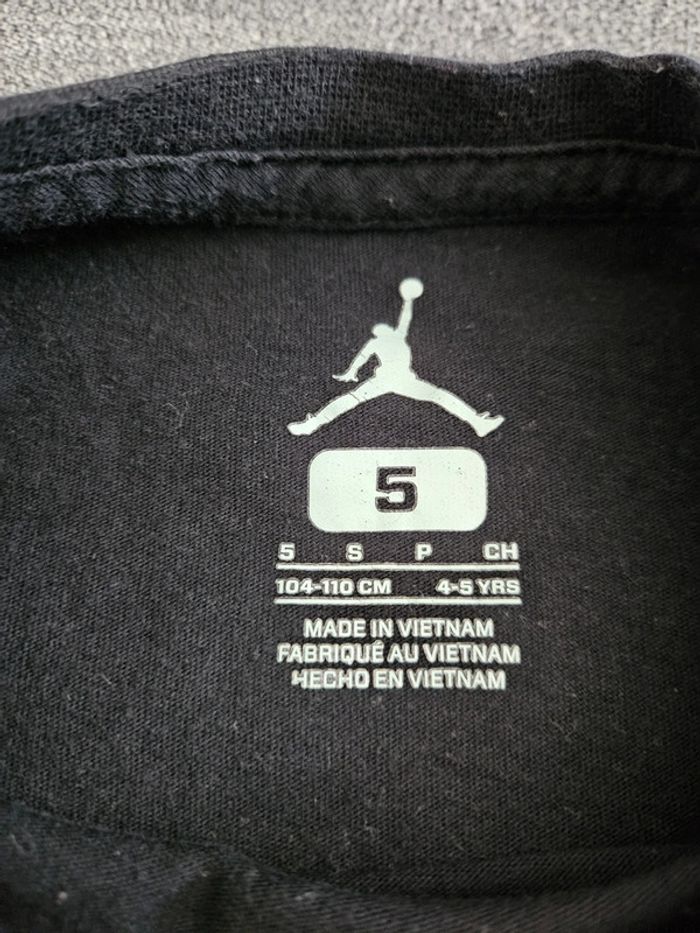 5
5 S P CH
104-110 CM 4-5 YRS
MADE IN VIETNAM
FABRIQUÉ AU VIETNAM
HECHO EN VIETNAM